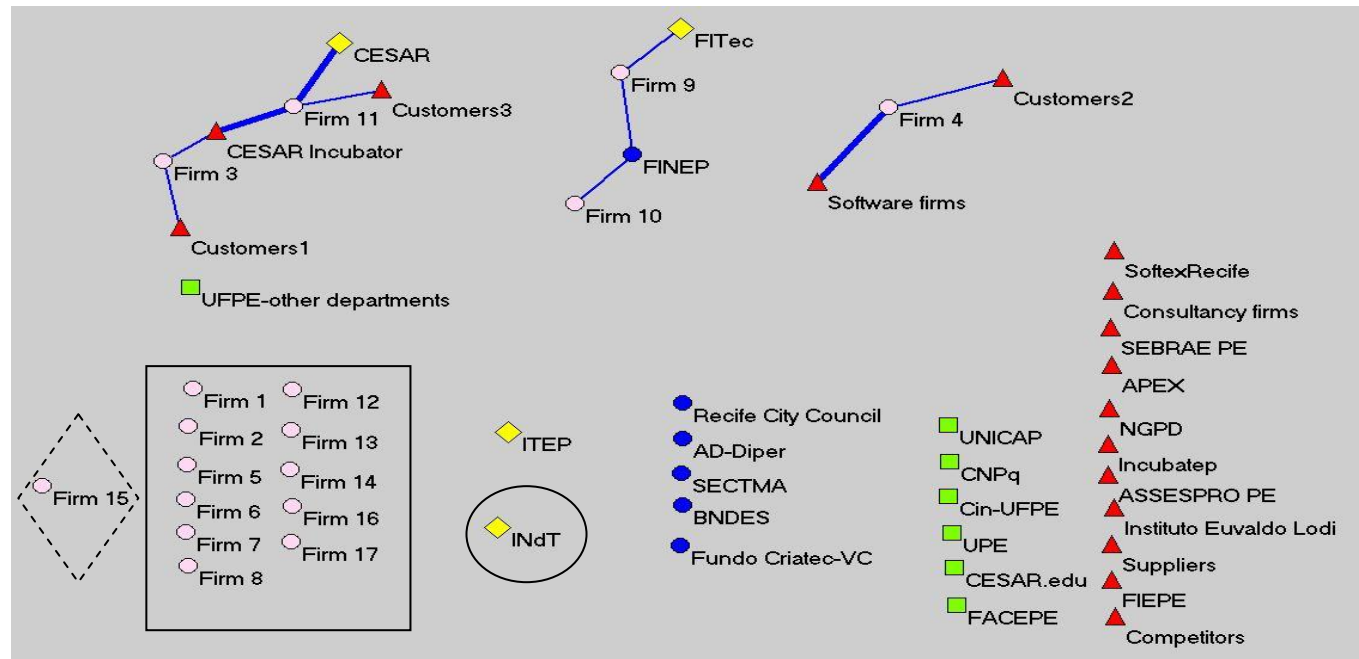 CESAR
Customers3
Firm 11
CESAR Incubator
Firm 3
Customers1
UFPE-other departments
FITec
Firm 9
FINEP
Firm 10
Customers2
Firm 4
Software firms
Firm 15
Firm 1
Firm 2
Firm 5
Firm 6
Firm 7
Firm 8
Firm 12
Firm 13
Firm 14
Firm 16
Firm 17
ITEP
INdT
Recife City Council
AD-Diper
SECTMA
BNDES
Fundo Criatec-VC
UNICAP
CNPq
Cin-UFPE
UPE
CESAR.edu
FACEPE
SoftexRecife
Consultancy firms
SEBRAE PE
APEX
NGPD
Incubatep
ASSESPRO PE
Instituto Euvaldo Lodi
Suppliers
FIEPE
Competitors